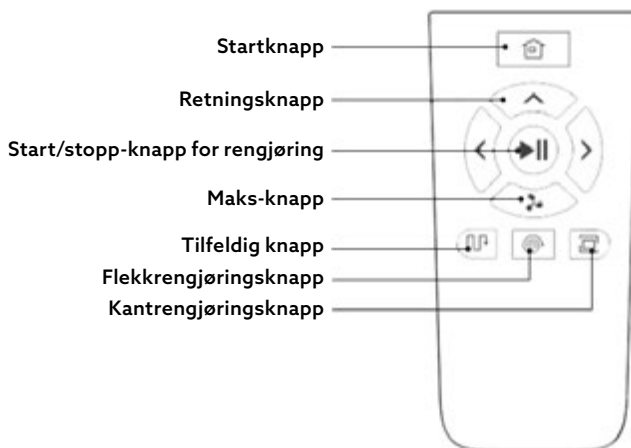 Startknapp
Retningsknapp
Start/stopp-knapp for rengjøring
Maks-knapp
Tilfeldig knapp
Flekkrengjøringsknapp
Kantrengjøringsknapp